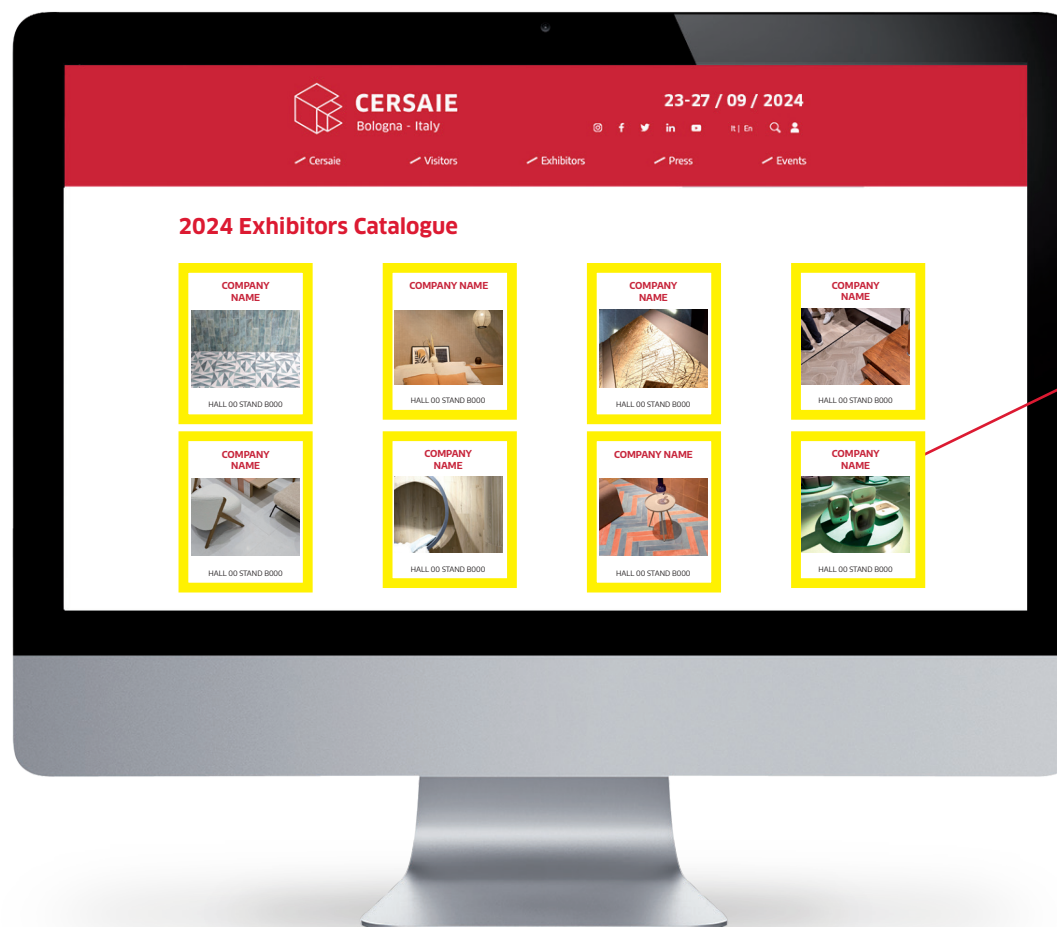 CERSAIE
Bologna - Italy
23-27 / 09 / 2024
It | En
Cersaie
Visitors
Exhibitors
Press
Events
2024 Exhibitors Catalogue
COMPANY
NAME
HALL 00 STAND B000
COMPANY NAME
HALL 00 STAND B000
COMPANY
NAME
HALL 00 STAND B000
COMPANY
NAME
HALL 00 STAND B000
COMPANY
NAME
HALL 00 STAND B000
COMPANY
NAME
HALL 00 STAND B000
COMPANY NAME
HALL 00 STAND B000
COMPANY
NAME
HALL 00 STAND B000